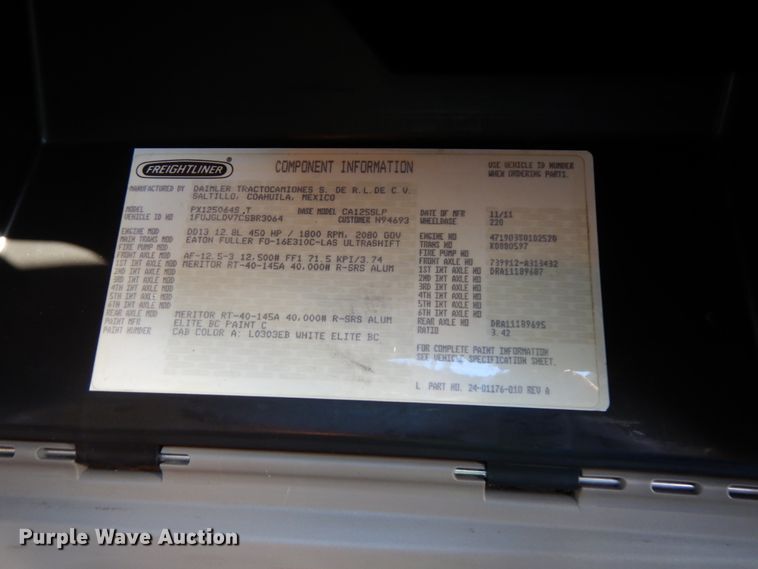 FREIGHTLINER COMPONENT INFORMATION USE VEHICLE ID NUMBER
WHEN ORDERING PARTS.
MANUFACTURED BY DAIMLER TRACTOCAMIONES S. DE R.L.DE C V.
SALTILLO, COAHUILA, MEXICO
MODEL PX125064S,T BASE MODEL CA125SLP DATE OF MFR 11/11
VEHICLE ID NO 1FUJGLDV7CSBR3064 CUSTOMER N94693 WHEELBASE 220
ENGINE MOD DD13 12.8L 450 HP / 1800 RPM, 2080 GOV ENGINE NO 471903S0102520
MAIN TRANS MOD EATON FULLER FO-16E310C-LAS ULTRASHIFT TRANS NO K0800597
FIRE PUMP MOD FIRE PUMP NO
FRONT AXLE MOD AF-12.5-3 12,500# FF1 71.5 KPI/3.74 FRONT AXLE NO 739912-A313432
1ST INT AXLE MOD MERITOR RT-40-145A 40,000# R-SRS ALUM 1ST INT AXLE NO DRA11189687
2ND INT AXLE MOD 2ND INT AXLE NO
3RD INT AXLE MOD 3RD INT AXLE NO
4TH INT AXLE MOD 4TH INT AXLE NO
5TH INT AXLE MOD 5TH INT AXLE NO
6TH INT AXLE MOD 6TH INT AXLE NO
REAR AXLE MOD MERITOR RT-40-145A 40,000# R-SRS ALUM REAR AXLE NO DRA11189695
PAINT MFR ELITE BC PAINT C RATIO 3.42
PAINT NUMBER CAB COLOR A: L0303EB WHITE ELITE BC
FOR COMPLETE PAINT INFORMATION
SEE VEHICLE SPECIFICATION SHEET.
L PART NO. 24-01176-010 REV A
Purple Wave Auction